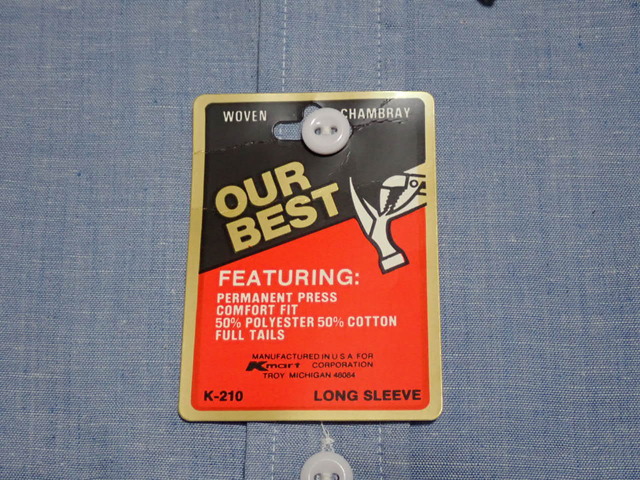 WOVEN CHAMBRAY
OUR
BEST
FEATURING:
PERMANENT PRESS
COMFORT FIT
50% POLYESTER 50% COTTON
FULL TAILS
MANUFACTURED IN U S A FOR
Kmart CORPORATION
TROY MICHIGAN 48084
K-210 LONG SLEEVE